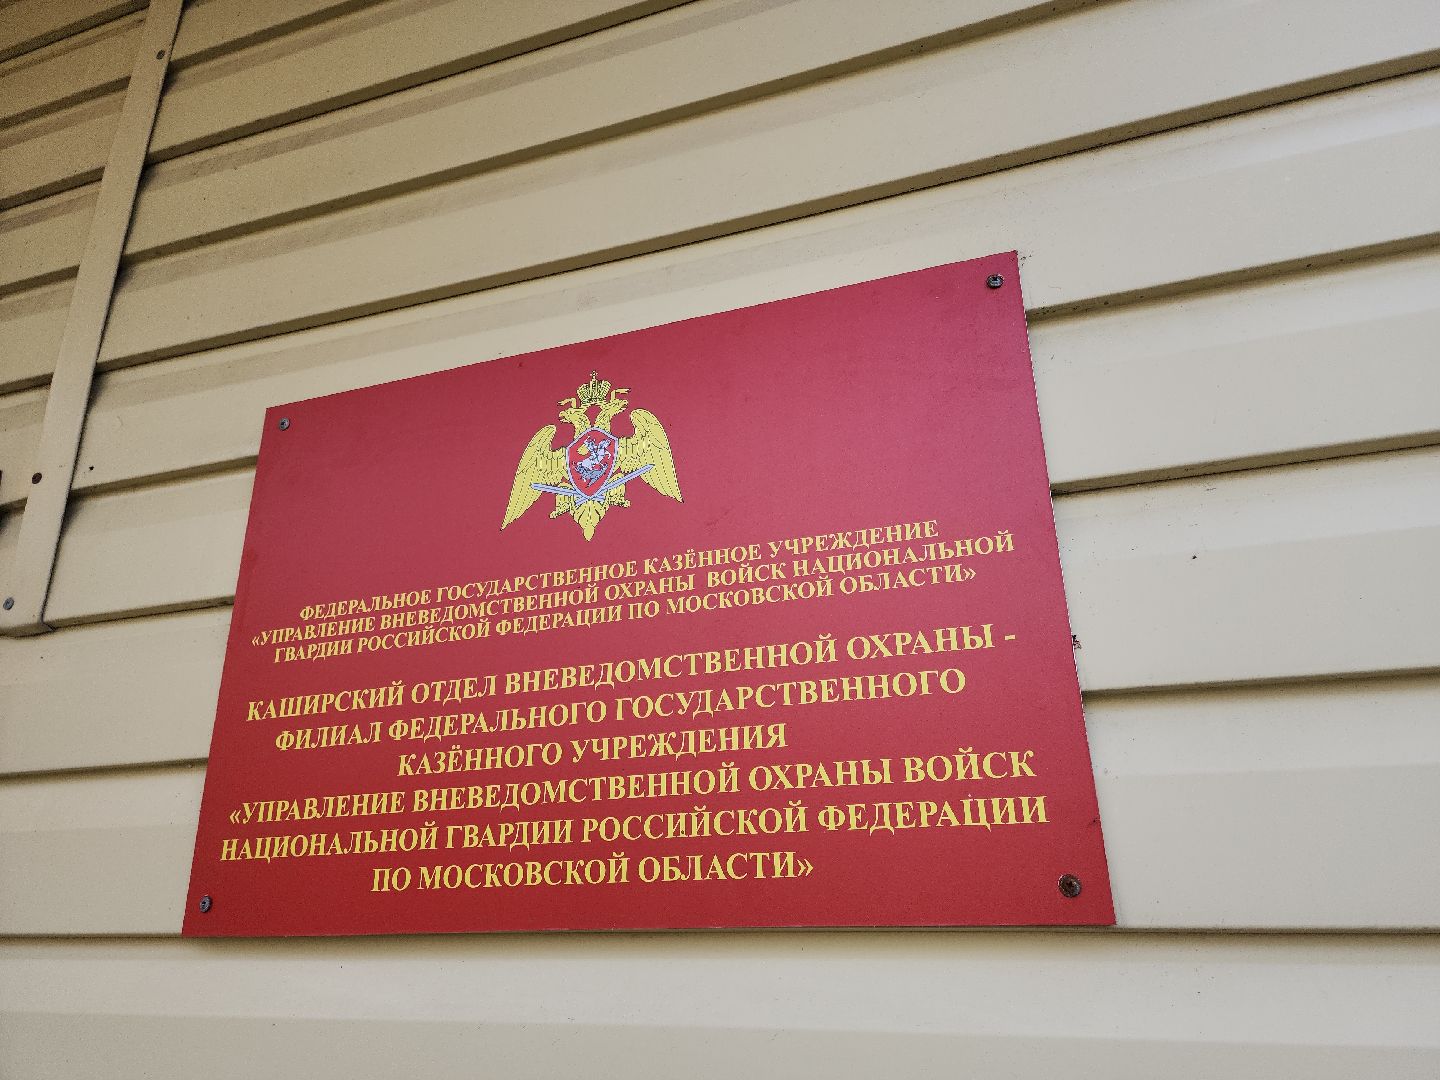 ФЕДЕРАЛЬНОЕ ГОСУДАРСТВЕННОЕ КАЗЁННОЕ УЧРЕЖДЕНИЕ
«УПРАВЛЕНИЕ ВНЕВЕДОМСТВЕННОЙ ОХРАНЫ ВОЙСК НАЦИОНАЛЬНОЙ
ГВАРДИИ РОССИЙСКОЙ ФЕДЕРАЦИИ ПО МОСКОВСКОЙ ОБЛАСТИ»
КАШИРСКИЙ ОТДЕЛ ВНЕВЕДОМСТВЕННОЙ ОХРАНЫ -
ФИЛИАЛ ФЕДЕРАЛЬНОГО ГОСУДАРСТВЕННОГО
КАЗЁННОГО УЧРЕЖДЕНИЯ
«УПРАВЛЕНИЕ ВНЕВЕДОМСТВЕННОЙ ОХРАНЫ ВОЙСК
НАЦИОНАЛЬНОЙ ГВАРДИИ РОССИЙСКОЙ ФЕДЕРАЦИИ
ПО МОСКОВСКОЙ ОБЛАСТИ»